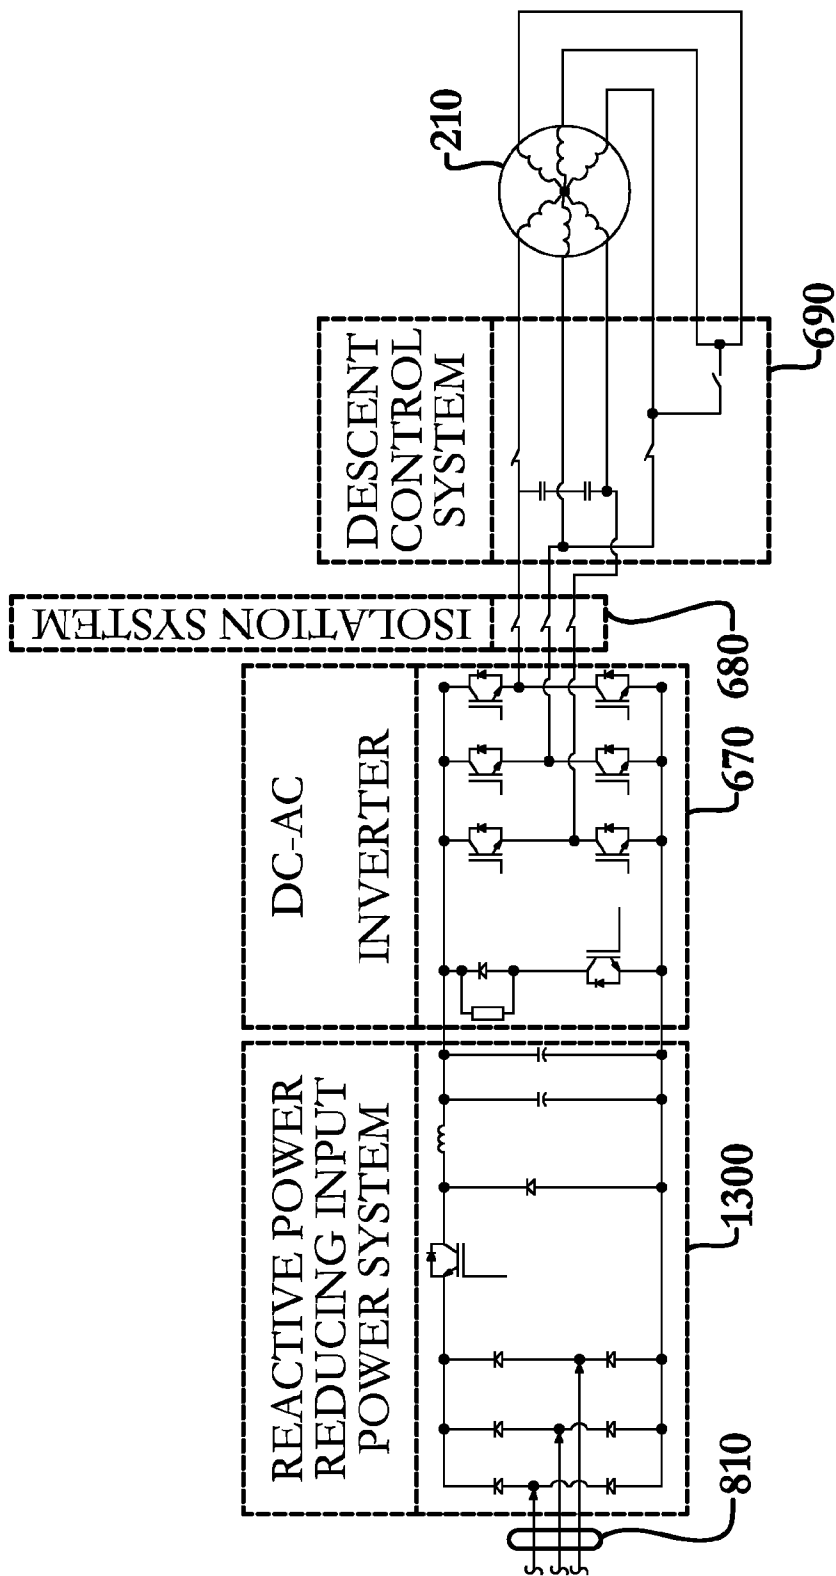 REACTIVE POWER
REDUCING INPUT
POWER SYSTEM
DC-AC
INVERTER
ISOLATION SYSTEM
DESCENT
CONTROL
SYSTEM
810
1300
670
680
690
210